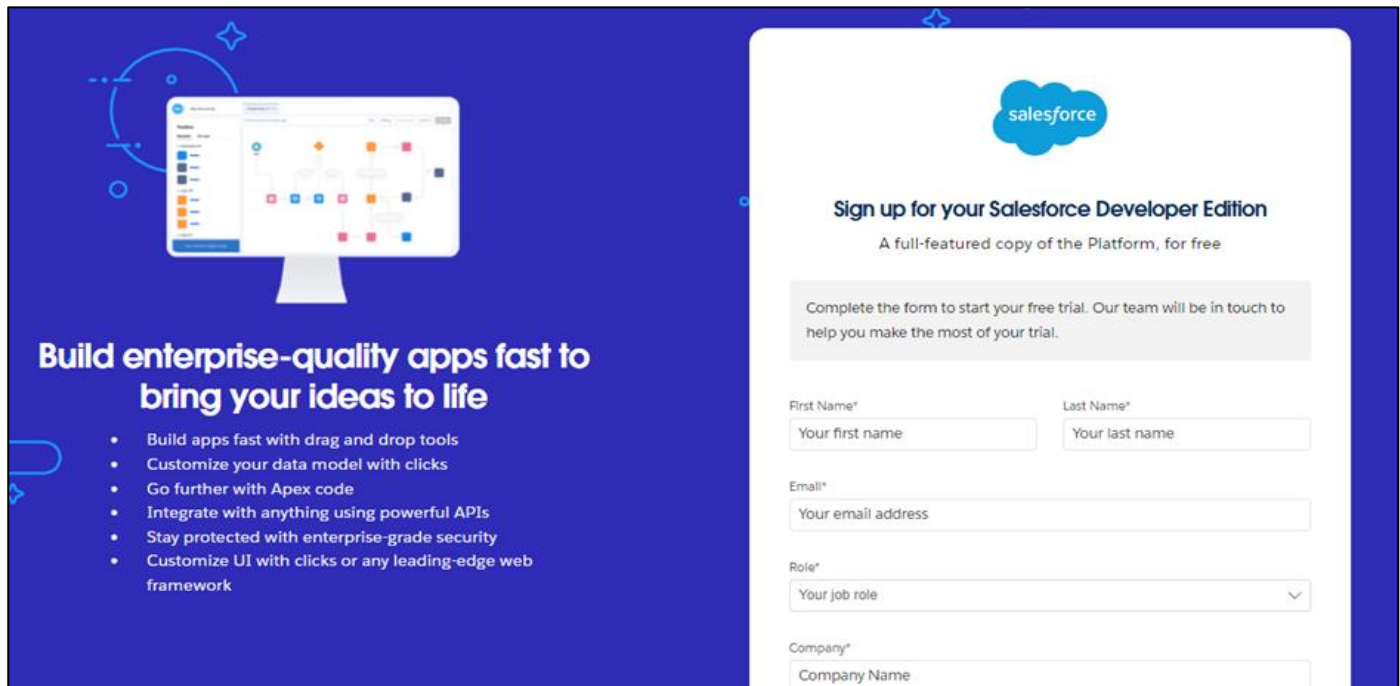 Build enterprise-quality apps fast to
bring your ideas to life
• Build apps fast with drag and drop tools
• Customize your data model with clicks
• Go further with Apex code
• Integrate with anything using powerful APIs
• Stay protected with enterprise-grade security
• Customize UI with clicks or any leading-edge web
framework
salesforce
Sign up for your Salesforce Developer Edition
A full-featured copy of the Platform, for free
Complete the form to start your free trial. Our team will be in touch to
help you make the most of your trial.
First Name* Last Name*
Your first name Your last name
Email*
Your email address
Role*
Your job role
Company*
Company Name